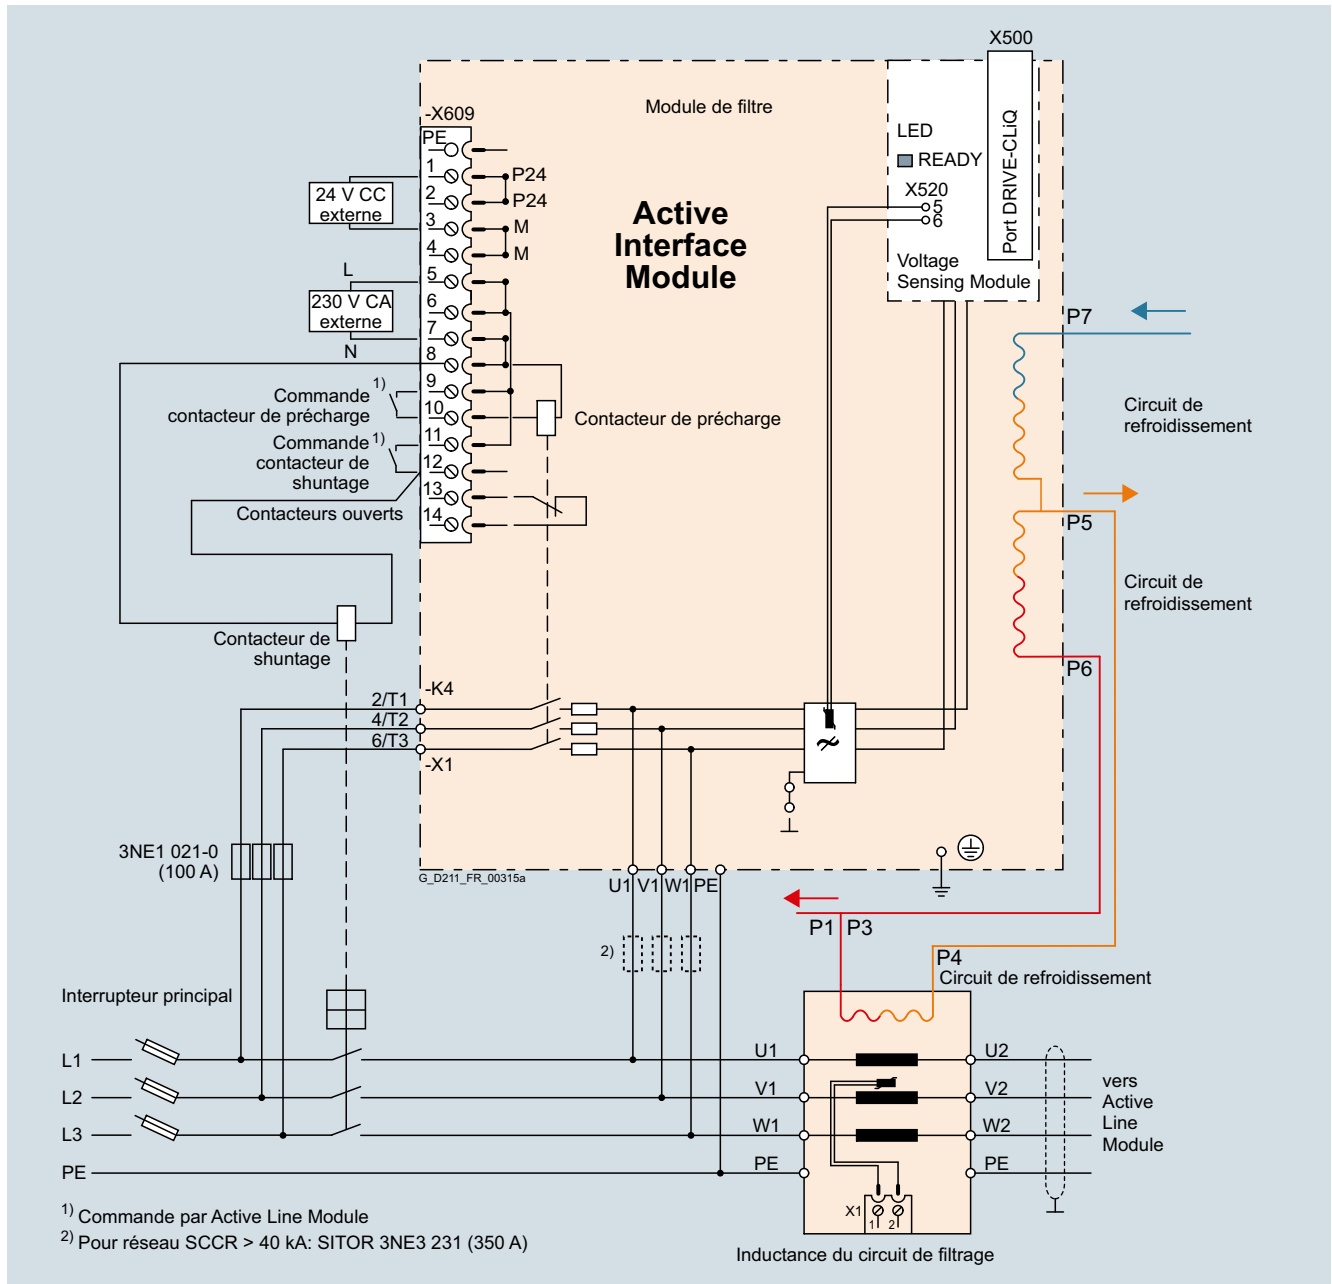 X500
Module de filtre
-X609
PE
1
2
3
4
5
6
7
8
9
10
11
12
13
14
P24
P24
M
M
24 V CC
externe
L
230 V CA
externe
N
Active
Interface
Module
LED
READY
X520
5
6
Port DRIVE-CLiQ
Voltage
Sensing Module
P7
Circuit de
refroidissement
P5
Circuit de
refroidissement
P6
1)
Commande
contacteur de précharge
Contacteur de précharge
1)
Commande
contacteur de
shuntage
Contacteurs ouverts
Contacteur de
shuntage
-K4
2/T1
4/T2
6/T3
-X1
≁
3NE1 021-0
(100 A)
G_D211_FR_00315a
U1 V1 W1 PE
2)
P1 P3
P4
Circuit de refroidissement
Interrupteur principal
L1
L2
L3
PE
U1
V1
W1
PE
U2
V2
W2
PE
X1
1 2
vers
Active
Line
Module
1) Commande par Active Line Module
2) Pour réseau SCCR > 40 kA: SITOR 3NE3 231 (350 A)
Inductance du circuit de filtrage